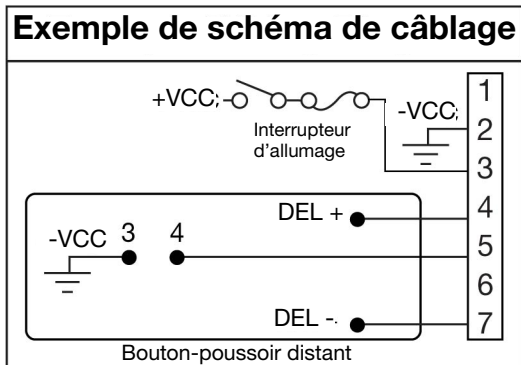 Exemple de schéma de câblage
+VCC;
Interrupteur
d'allumage
-VCC;
1
2
3
4
5
6
7
DEL +
-VCC 3 4
DEL -.
Bouton-poussoir distant